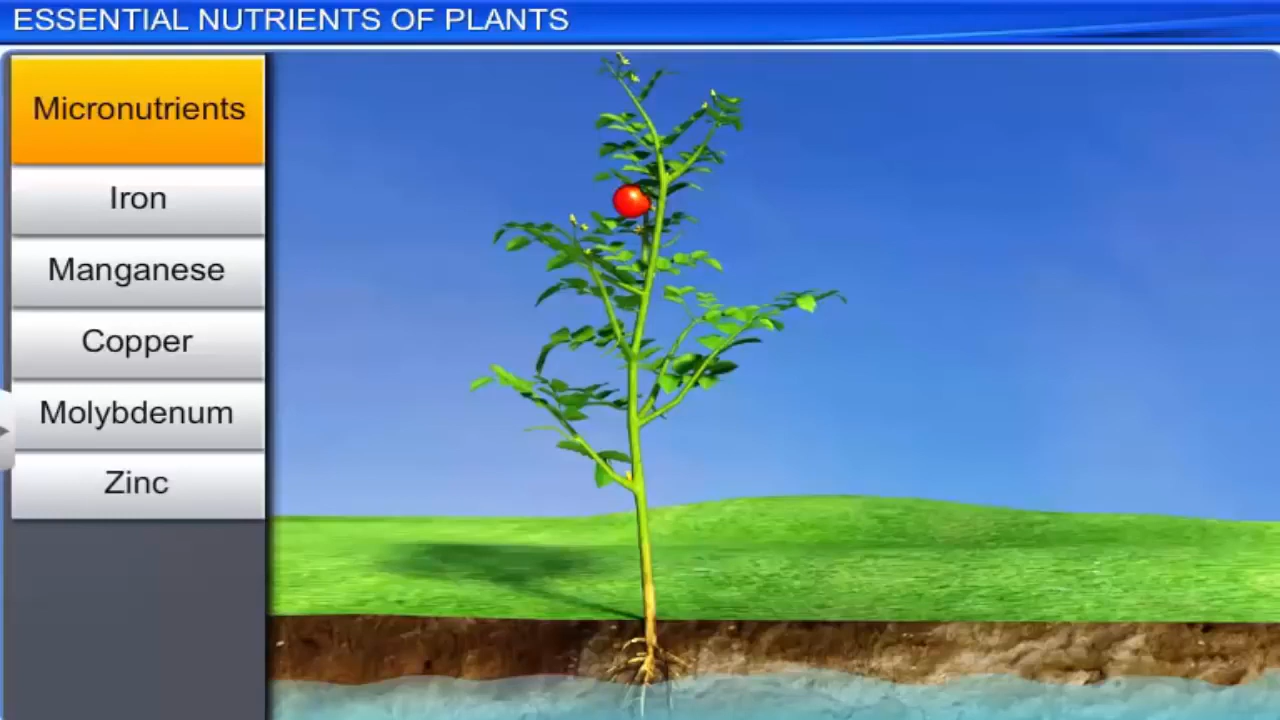 ESSENTIAL NUTRIENTS OF PLANTS
Micronutrients
Iron
Manganese
Copper
Molybdenum
Zinc